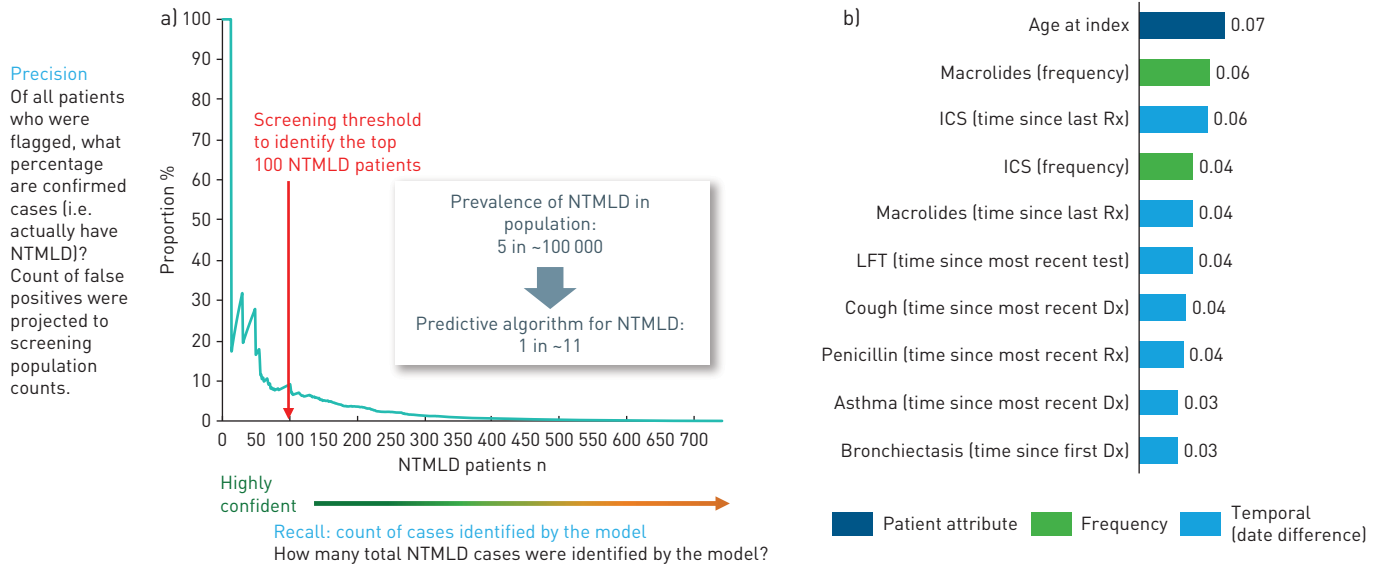 Precision
Of all patients
who were
flagged, what
percentage
are confirmed
cases (i.e.
actually have
NTMLD)?
Count of false
positives were
projected to
screening
population
counts.
a)
Proportion %
100
90
80
70
60
50
40
30
20
10
0
Screening threshold
to identify the top
100 NTMLD patients
Prevalence of NTMLD in
population:
5 in ~100 000
Predictive algorithm for NTMLD:
1 in ~11
0 50 100 150 200 250 300 350 400 450 500 550 600 650 700
NTMLD patients n
Highly
confident
Recall: count of cases identified by the model
How many total NTMLD cases were identified by the model?
b)
Age at index 0.07
Macrolides (frequency) 0.06
ICS (time since last Rx) 0.06
ICS (frequency) 0.04
Macrolides (time since last Rx) 0.04
LFT (time since most recent test) 0.04
Cough (time since most recent Dx) 0.04
Penicillin (time since most recent Rx) 0.04
Asthma (time since most recent Dx) 0.03
Bronchiectasis (time since first Dx) 0.03
Patient attribute
Frequency
Temporal
(date difference)